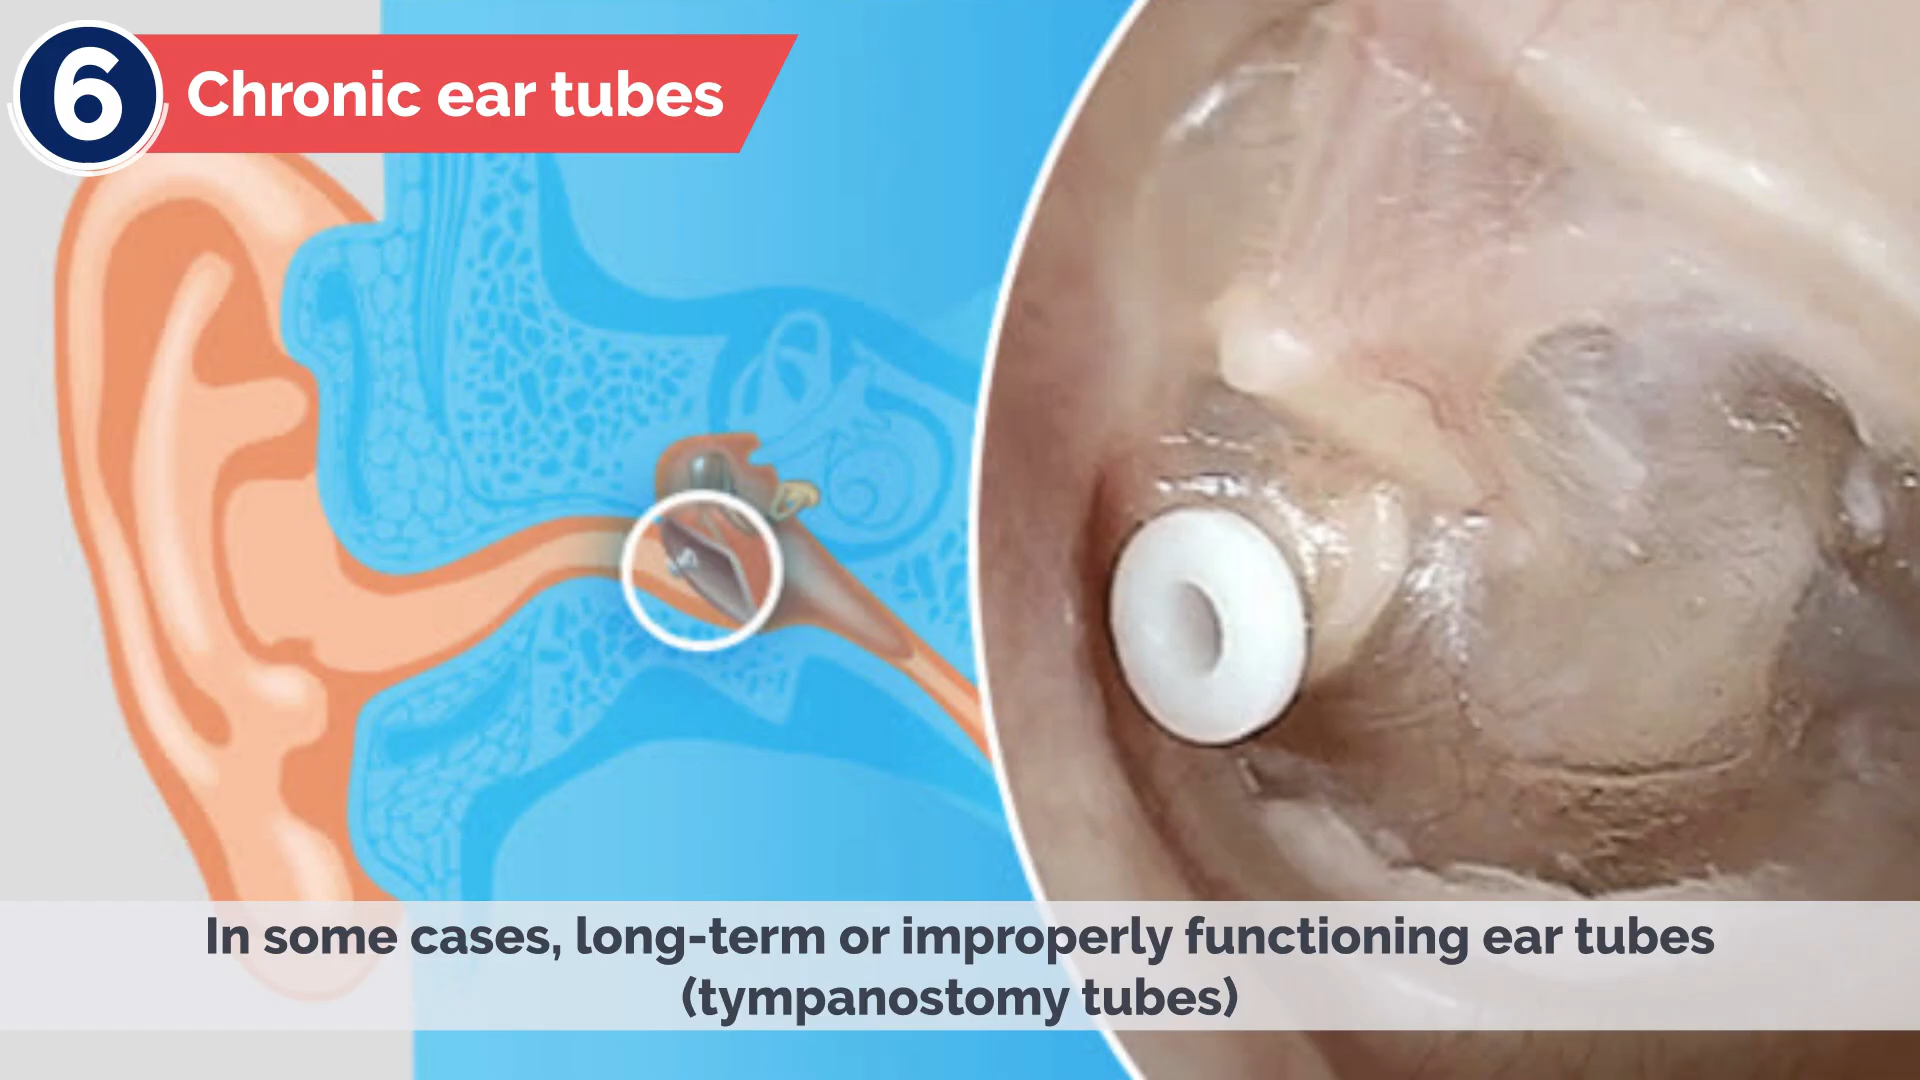 6
Chronic ear tubes
In some cases, long-term or improperly functioning ear tubes
(tympanostomy tubes)